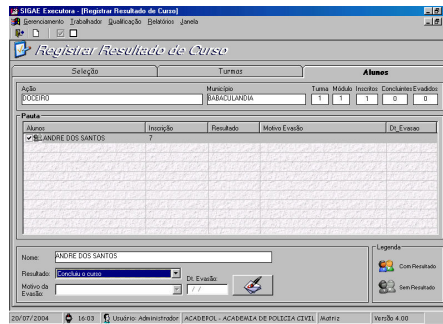 SIGAE Executora - [Registrar Resultado de Curso]
Gerenciamento Trabalhador Qualificação Relatórios Janela
Registrar Resultado de Curso
Seleção Turmas Alunos
Ação Município Turma Módulo Inscritos Concluintes Evadidos
DOCEIRO BABACULANDIA 1 1 1 0 0
Pauta
Alunos Inscrição Resultado Motivo Evasão Dt_Evasao
ANDRE DOS SANTOS 7
Nome: ANDRE DOS SANTOS
Resultado: Concluiu o curso
Motivo da Evasão:
Dt. Evasão:
/ /
Legenda
Com Resultado
Sem Resultado
20/07/2004 16:03 Usuário: Administrador ACADEPOL - ACADEMIA DE POLICIA CIVIL Matriz Versão 4.00